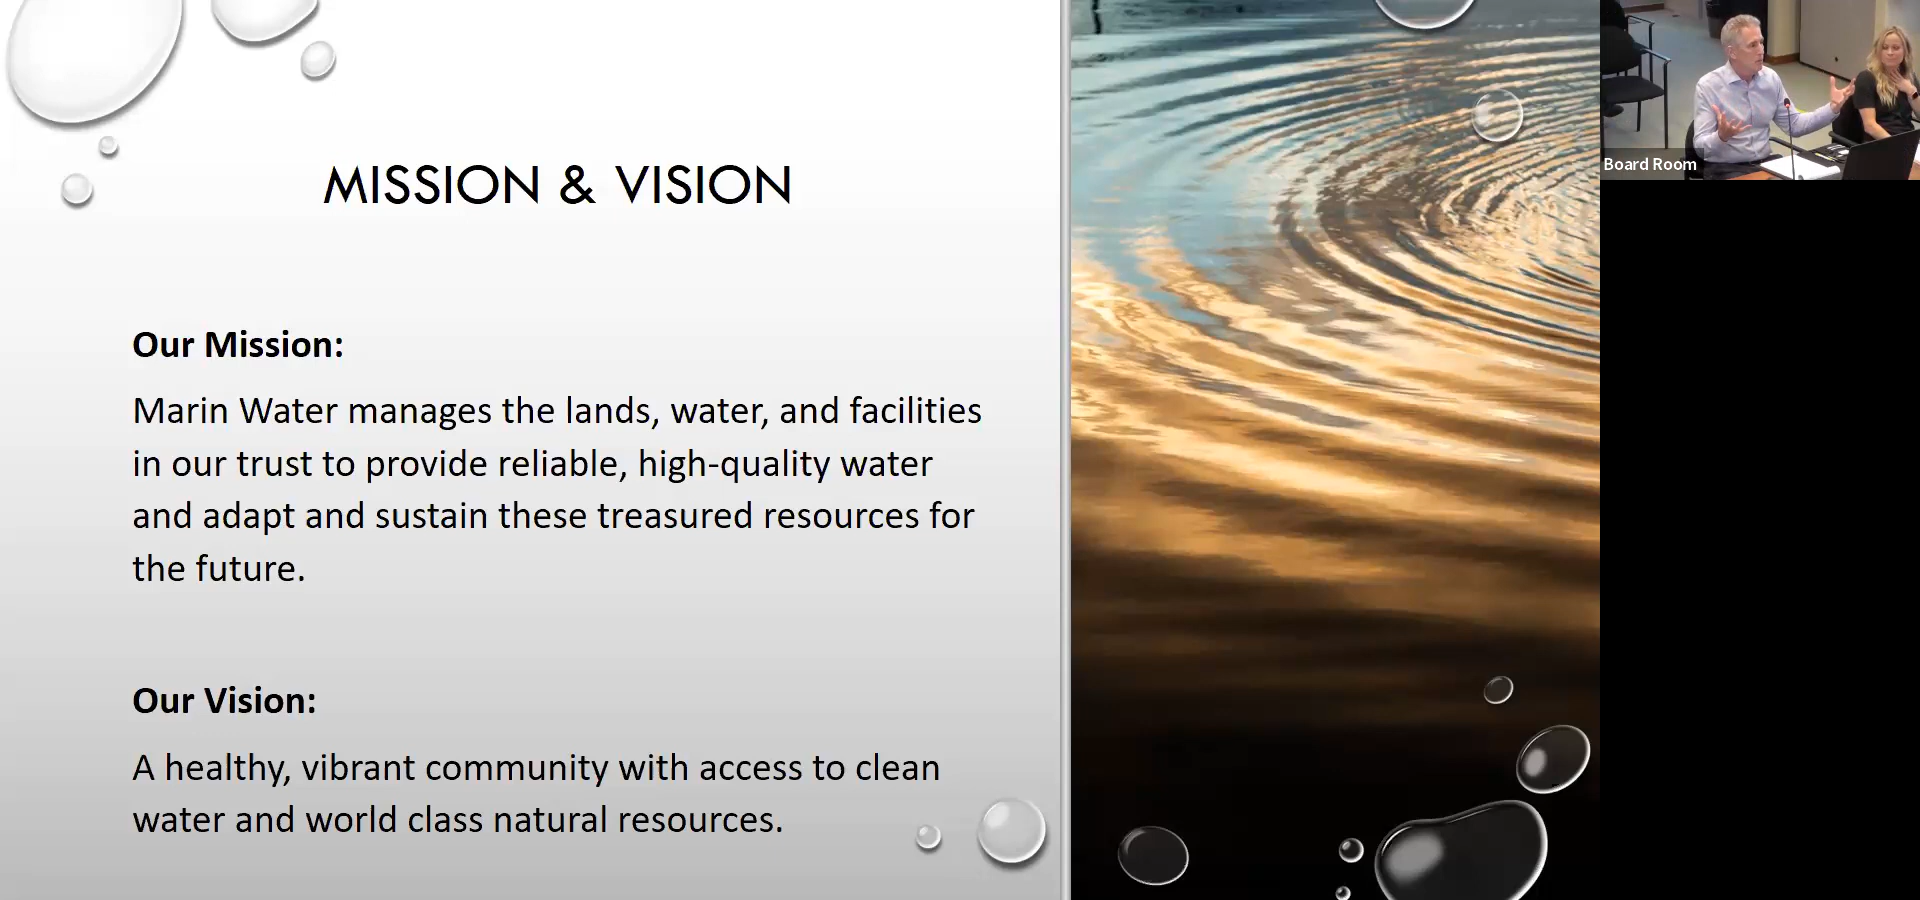 MISSION & VISION
Our Mission:
Marin Water manages the lands, water, and facilities
in our trust to provide reliable, high-quality water
and adapt and sustain these treasured resources for
the future.
Our Vision:
A healthy, vibrant community with access to clean
water and world class natural resources.
Board Room